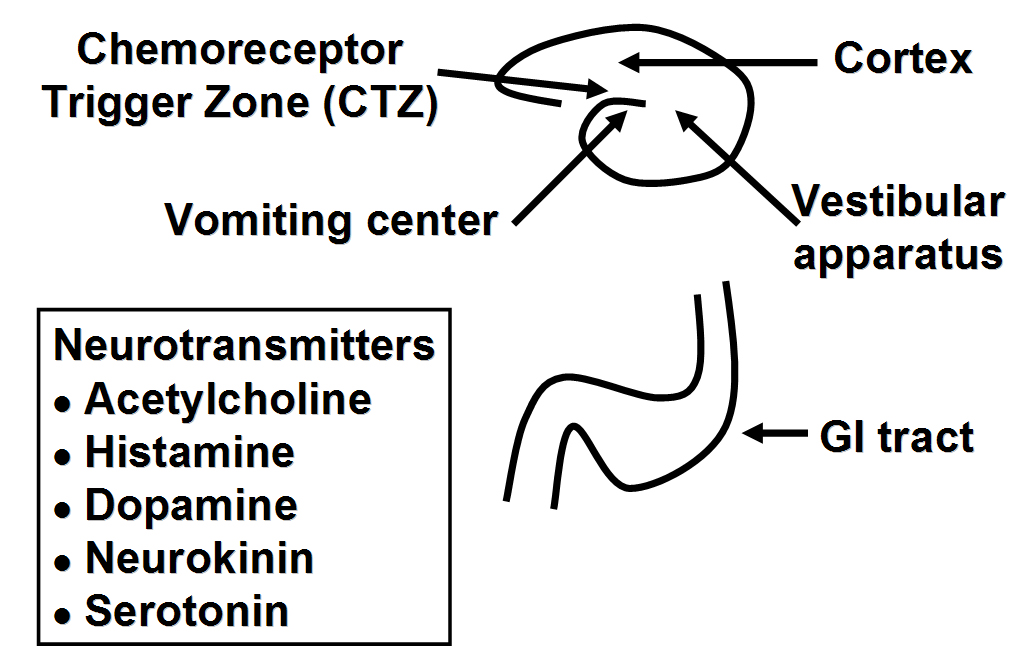 Chemoreceptor
Trigger Zone (CTZ)
Cortex
Vomiting center
Vestibular
apparatus
Neurotransmitters
• Acetylcholine
• Histamine
• Dopamine
• Neurokinin
• Serotonin
GI tract